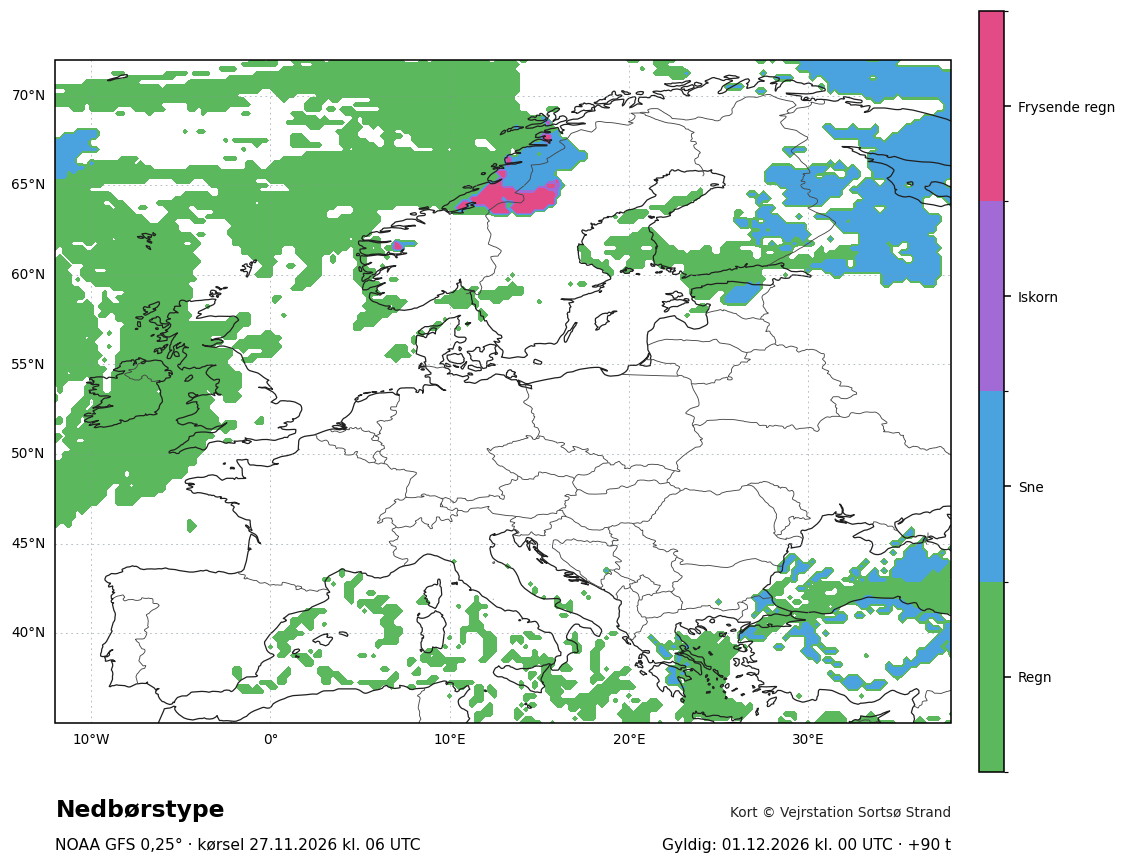 70°N
65°N
60°N
55°N
50°N
45°N
40°N
10°W
0°
10°E
20°E
30°E
Frysende regn
Iskorn
Sne
Regn
Nedbørstype
Kort © Vejrstation Sortsø Strand
NOAA GFS 0,25° · kørsel 27.11.2026 kl. 06 UTC
Gyldig: 01.12.2026 kl. 00 UTC · +90 t